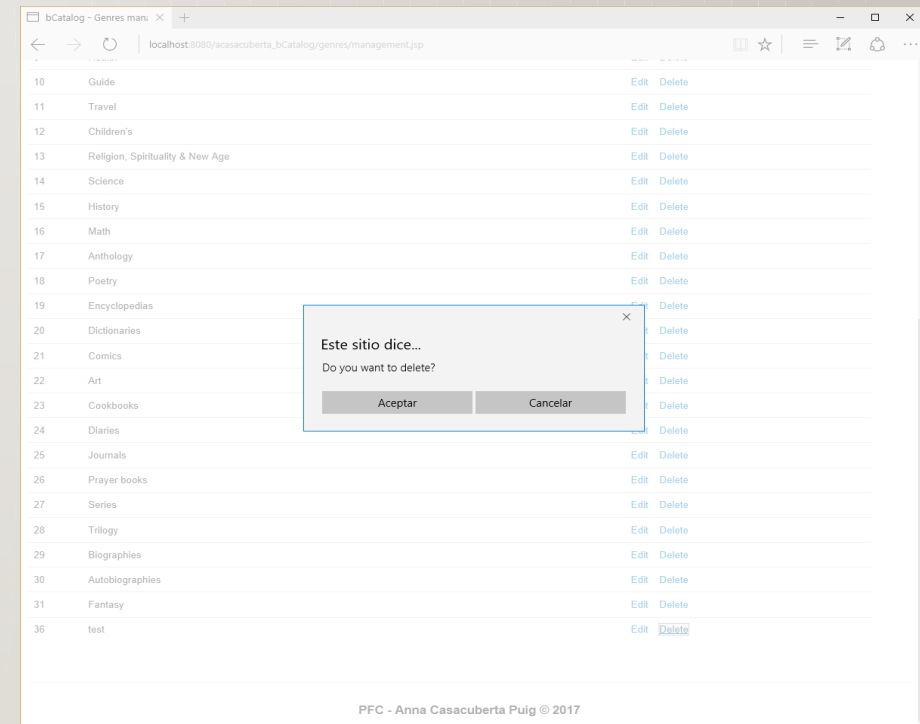 bCatalog - Genres mana
localhost:8080/acasacuberta_bCatalog/genres/management.jsp
10 Guide Edit Delete
11 Travel Edit Delete
12 Children's Edit Delete
13 Religion, Spirituality & New Age Edit Delete
14 Science Edit Delete
15 History Edit Delete
16 Math Edit Delete
17 Anthology Edit Delete
18 Poetry Edit Delete
19 Encyclopedias Delete
20 Dictionaries Delete
21 Comics Delete
22 Art Delete
23 Cookbooks Delete
24 Diaries Delete
Este sitio dice...
Do you want to delete?
Aceptar Cancelar
25 Journals Edit Delete
26 Prayer books Edit Delete
27 Series Edit Delete
28 Trilogy Edit Delete
29 Biographies Edit Delete
30 Autobiographies Edit Delete
31 Fantasy Edit Delete
36 test Edit Delete
PFC - Anna Casacuberta Puig © 2017